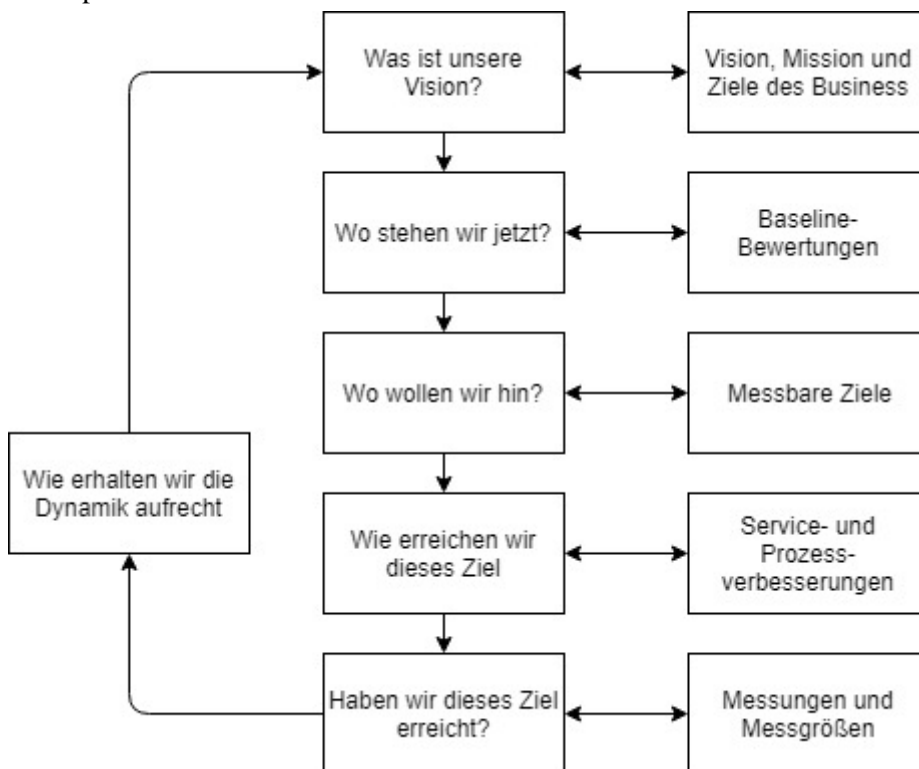 Was ist unsere
Vision?
Vision, Mission und
Ziele des Business
Wo stehen wir jetzt?
Baseline-
Bewertungen
Wo wollen wir hin?
Messbare Ziele
Wie erhalten wir die
Dynamik aufrecht
Wie erreichen wir
dieses Ziel
Service- und
Prozess-
verbesserungen
Haben wir dieses Ziel
erreicht?
Messungen und
Messgrößen